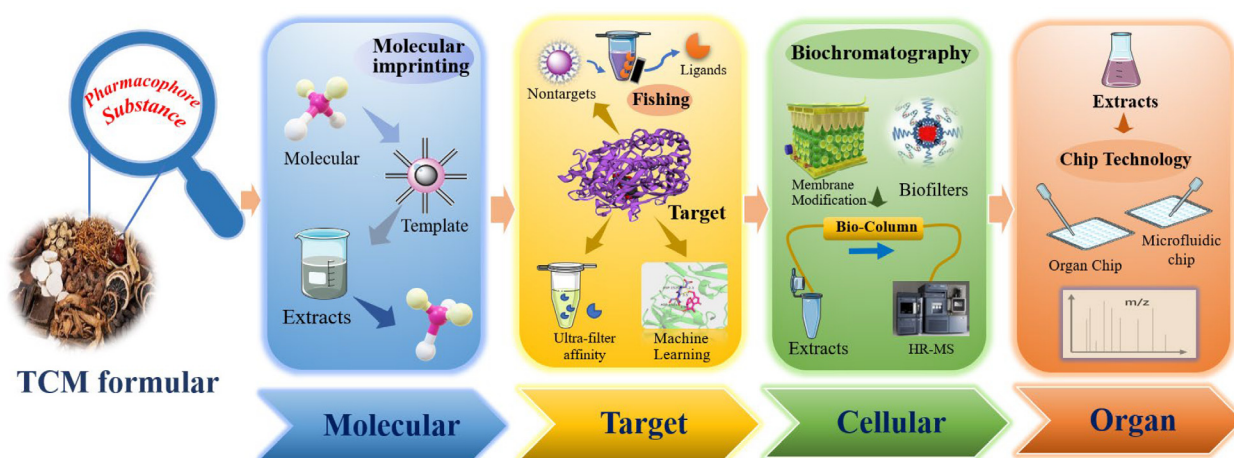 Pharmacophore
Substance
TCM formular
Molecular
imprinting
Molecular
Template
Extracts
Molecular
Nontargets
Ligands
Fishing
Target
Ultra-filter
affinity
Machine
Learning
Target
Biochromatography
Membrane
Modification
Biofilters
Bio-Column
Extracts
HR-MS
Cellular
Extracts
Chip Technology
Organ Chip
Microfluidic
chip
m/z
Organ